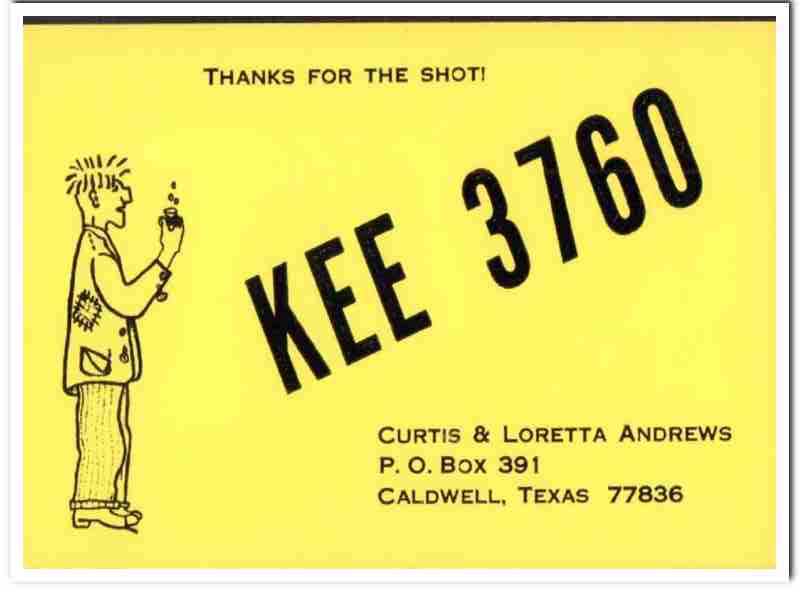 THANKS FOR THE SHOT!
KEE 3760
CURTIS & LORETTA ANDREWS
P. O. BOX 391
CALDWELL, TEXAS 77836